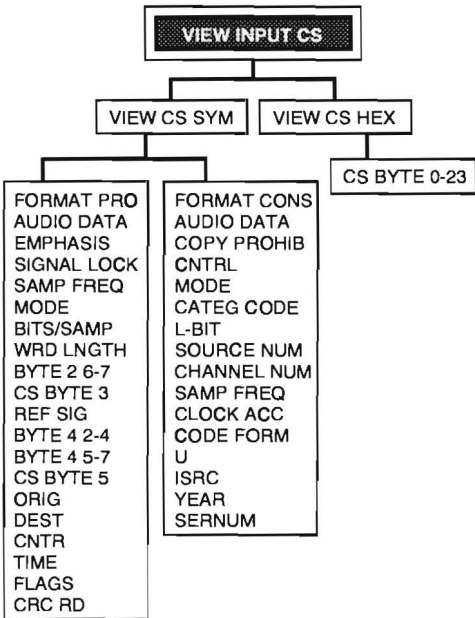 VIEW INPUT CS
VIEW CS SYM
VIEW CS HEX
CS BYTE 0-23
FORMAT PRO
AUDIO DATA
EMPHASIS
SIGNAL LOCK
SAMP FREQ
MODE
BITS/SAMP
WRD LNGTH
BYTE 2 6-7
CS BYTE 3
REF SIG
BYTE 4 2-4
BYTE 4 5-7
CS BYTE 5
ORIG
DEST
CNTR
TIME
FLAGS
CRC RD
FORMAT CONS
AUDIO DATA
COPY PROHIB
CNTRL
MODE
CATEG CODE
L-BIT
SOURCE NUM
CHANNEL NUM
SAMP FREQ
CLOCK ACC
CODE FORM
U
ISRC
YEAR
SERNUM